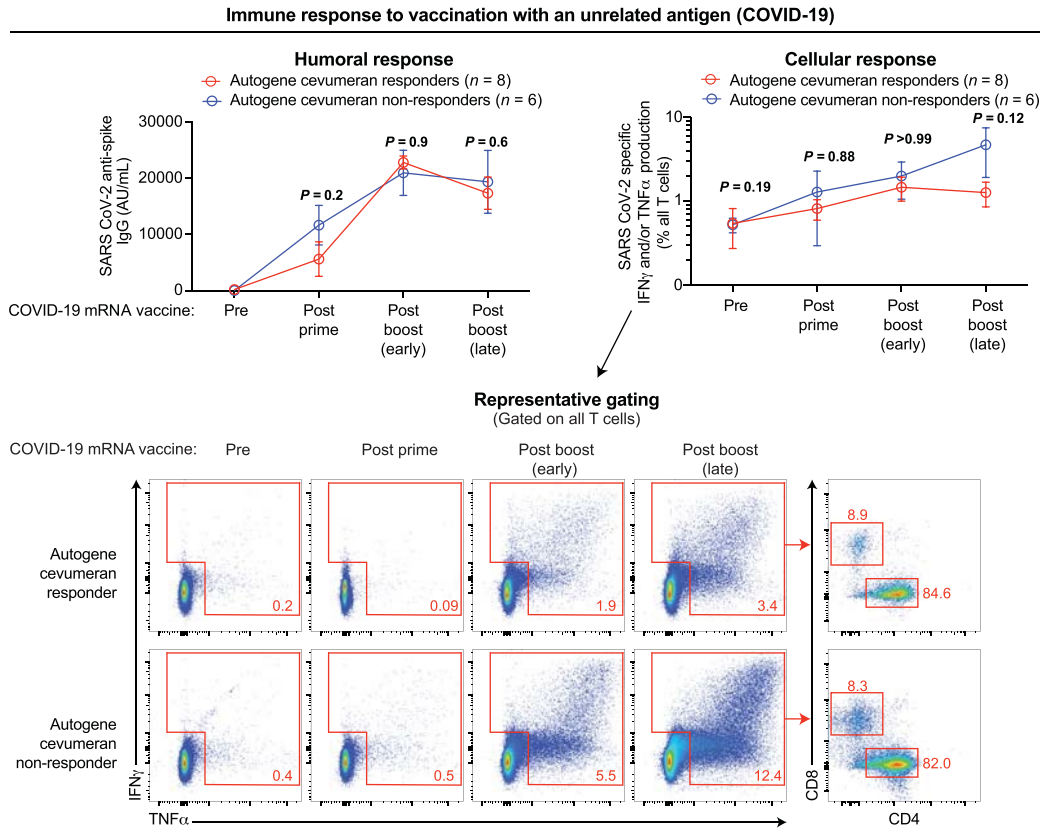 Immune response to vaccination with an unrelated antigen (COVID-19)
Humoral response
Autogene cevumeran responders (n = 8)
Autogene cevumeran non-responders (n = 6)
SARS CoV-2 anti-spike
IgG (AU/mL)
30000
20000
10000
0
P = 0.2
P = 0.9
P = 0.6
COVID-19 mRNA vaccine:
Pre
Post
prime
Post
boost
(early)
Post
boost
(late)
Cellular response
Autogene cevumeran responders (n = 8)
Autogene cevumeran non-responders (n = 6)
SARS CoV-2 specific
IFNγ and/or TNFα production
(% all T cells)
10
1
0
P = 0.19
P = 0.88
P >0.99
P = 0.12
Pre
Post
prime
Post
boost
(early)
Post
boost
(late)
Representative gating
(Gated on all T cells)
COVID-19 mRNA vaccine:
Pre
Post prime
Post boost
(early)
Post boost
(late)
Autogene
cevumeran
responder
0.2
0.09
1.9
3.4
8.9
84.6
Autogene
cevumeran
non-responder
0.4
0.5
5.5
12.4
8.3
82.0
IFNγ
TNFα
CD8
CD4